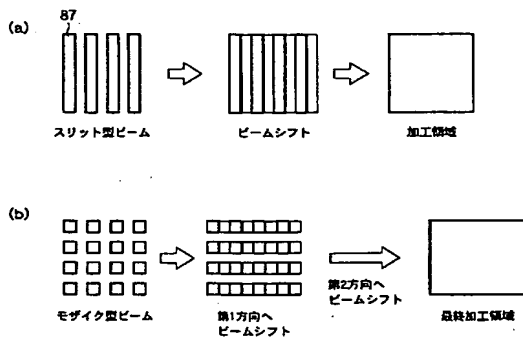 (a)
87
スリット型ビーム
ビームシフト
加工領域
(b)
モザイク型ビーム
第1方向へ
ビームシフト
第2方向へ
ビームシフト
最終加工領域